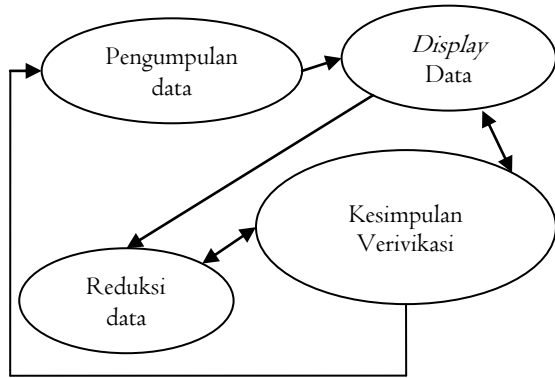 Pengumpulan
data
Display
Data
Kesimpulan
Verivikasi
Reduksi
data